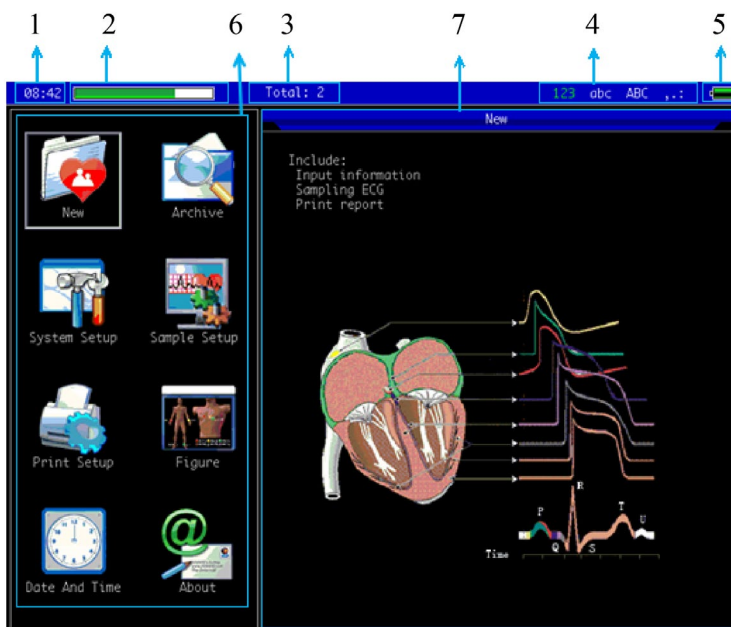 1 2 6 3 7 4 5
08:42 Total: 2 123 abc ABC ,.:
New
Include:
Input information
Sampling ECG
Print report
New Archive
System Setup Sample Setup
Print Setup Figure
Date And Time About
R
P T U
Q S
Time